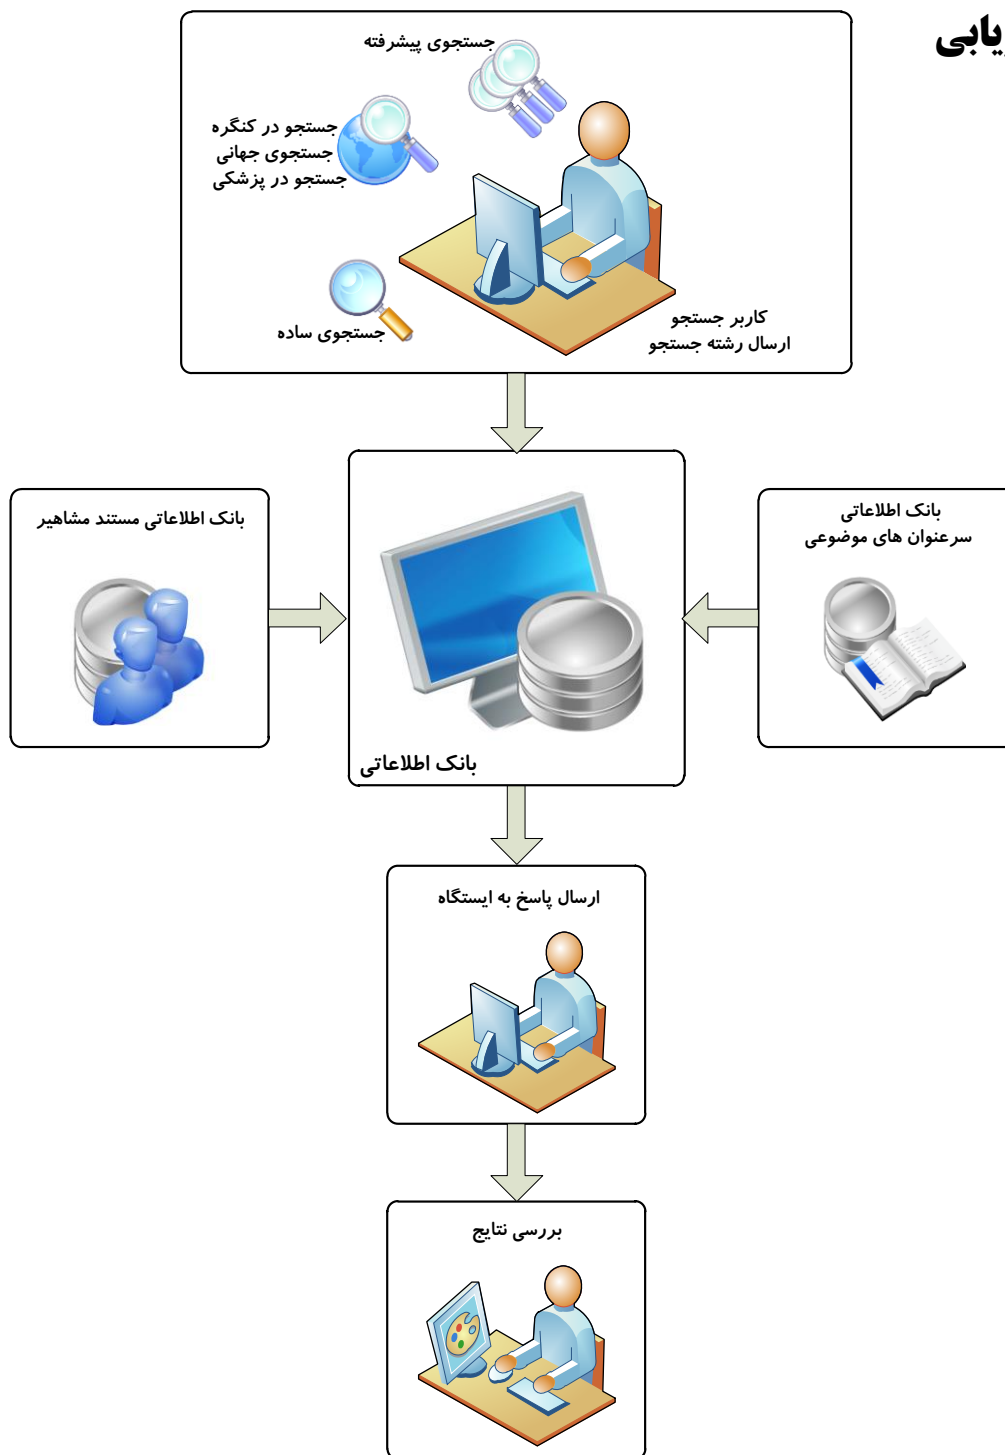 یابی
جستجوی پیشرفته
جستجو در کنگره
جستجوی جهانی
جستجو در پزشکی
جستجوی ساده
کاربر جستجو
ارسال رشته جستجو
بانک اطلاعاتی
سرعنوان های موضوعی
بانک اطلاعاتی مستند مشاهیر
بانک اطلاعاتی
ارسال پاسخ به ایستگاه
بررسی نتایج